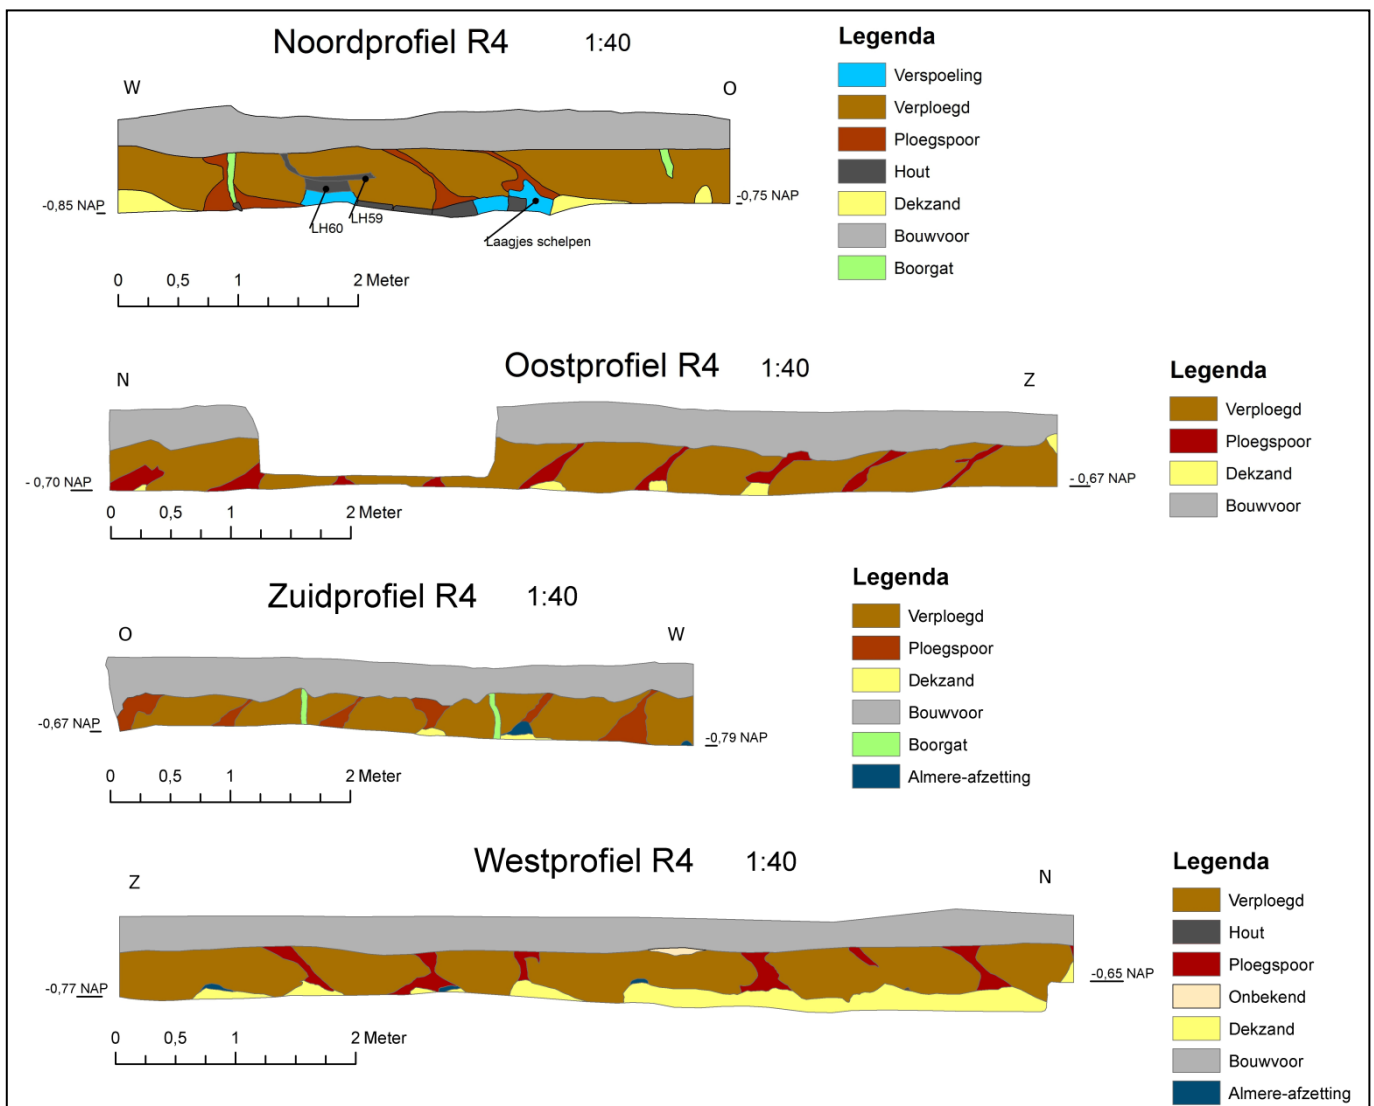 Noordprofiel R4 1:40
W
O
-0,85 NAP
-0,75 NAP
LH60
LH59
Laagjes schelpen
0 0,5 1 2 Meter
Legenda
Verspoeling
Verploegd
Ploegspoor
Hout
Dekzand
Bouwvoor
Boorgat
Oostprofiel R4 1:40
N
Z
- 0,70 NAP
- 0,67 NAP
0 0,5 1 2 Meter
Legenda
Verploegd
Ploegspoor
Dekzand
Bouwvoor
Zuidprofiel R4 1:40
O
W
-0,67 NAP
-0,79 NAP
0 0,5 1 2 Meter
Legenda
Verploegd
Ploegspoor
Dekzand
Bouwvoor
Boorgat
Almere-afzetting
Westprofiel R4 1:40
Z
N
-0,77 NAP
-0,65 NAP
0 0,5 1 2 Meter
Legenda
Verploegd
Hout
Ploegspoor
Onbekend
Dekzand
Bouwvoor
Almere-afzetting